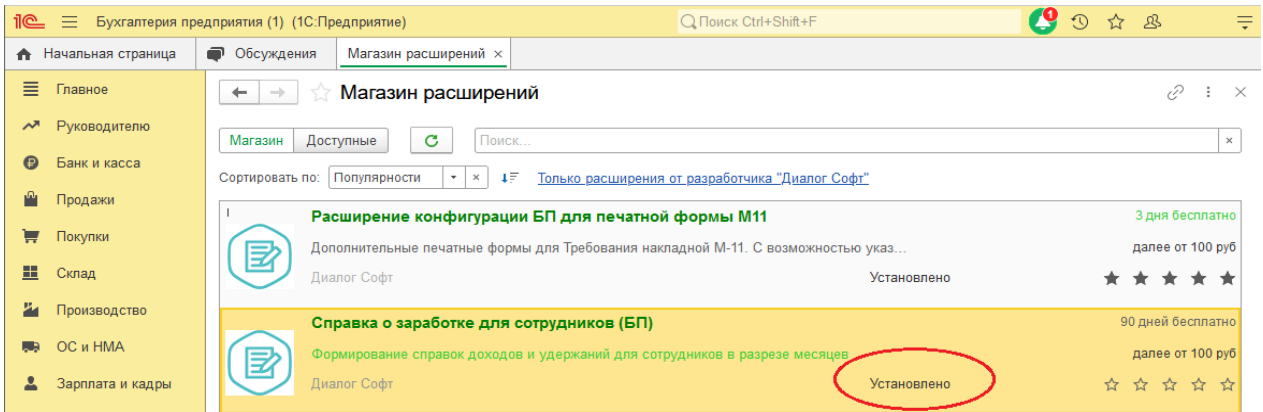 1С Бухгалтерия предприятия (1) (1С:Предприятие) Поиск Ctrl+Shift+F 1
Начальная страница Обсуждения Магазин расширений ×
Главное
Руководителю
Банк и касса
Продажи
Покупки
Склад
Производство
ОС и НМА
Зарплата и кадры
Магазин расширений
Магазин Доступные Поиск... ×
Сортировать по: Популярности × Только расширения от разработчика "Диалог Софт"
Расширение конфигурации БП для печатной формы М11 3 дня бесплатно
Дополнительные печатные формы для Требования накладной М-11. С возможностью указ... далее от 100 руб
Диалог Софт Установлено
Справка о заработке для сотрудников (БП) 90 дней бесплатно
Формирование справок доходов и удержаний для сотрудников в разрезе месяцев далее от 100 руб
Диалог Софт Установлено